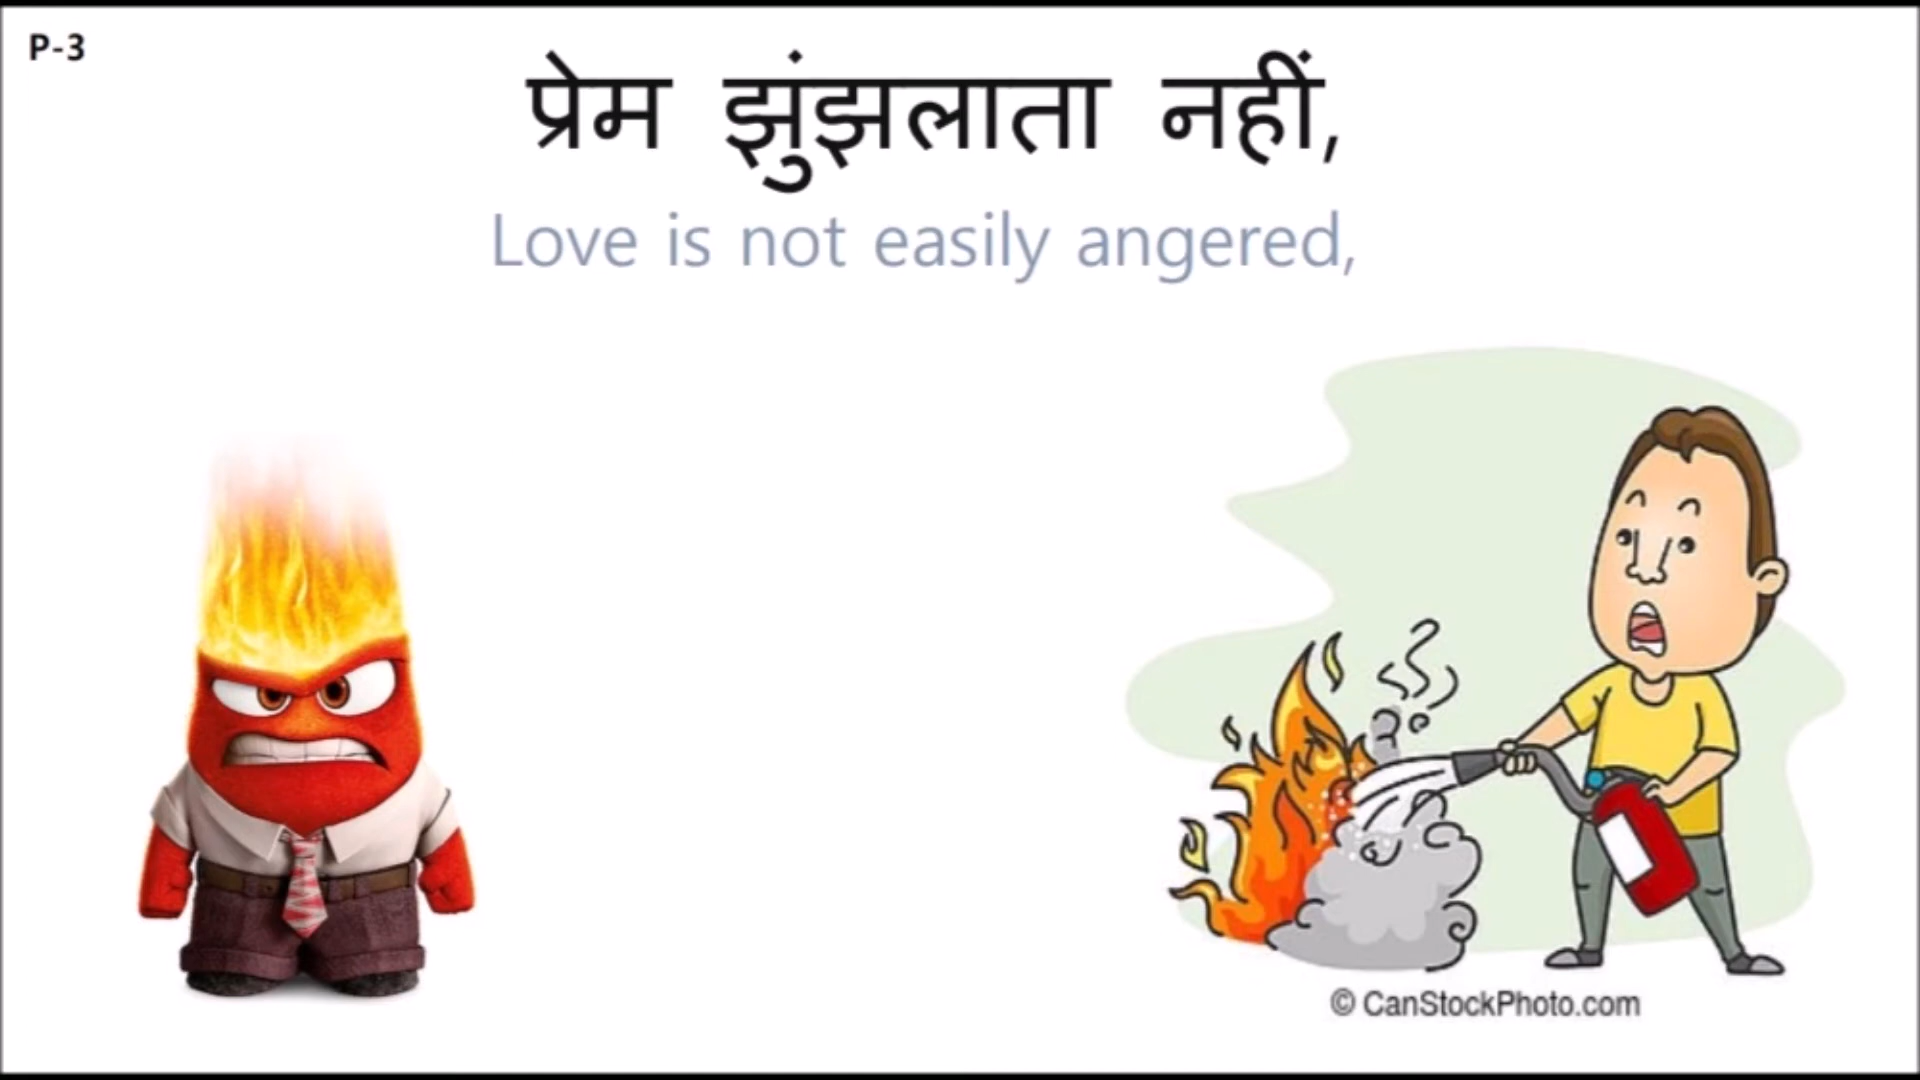 P-3
प्रेम झुंझलाता नहीं,
Love is not easily angered,
© CanStockPhoto.com